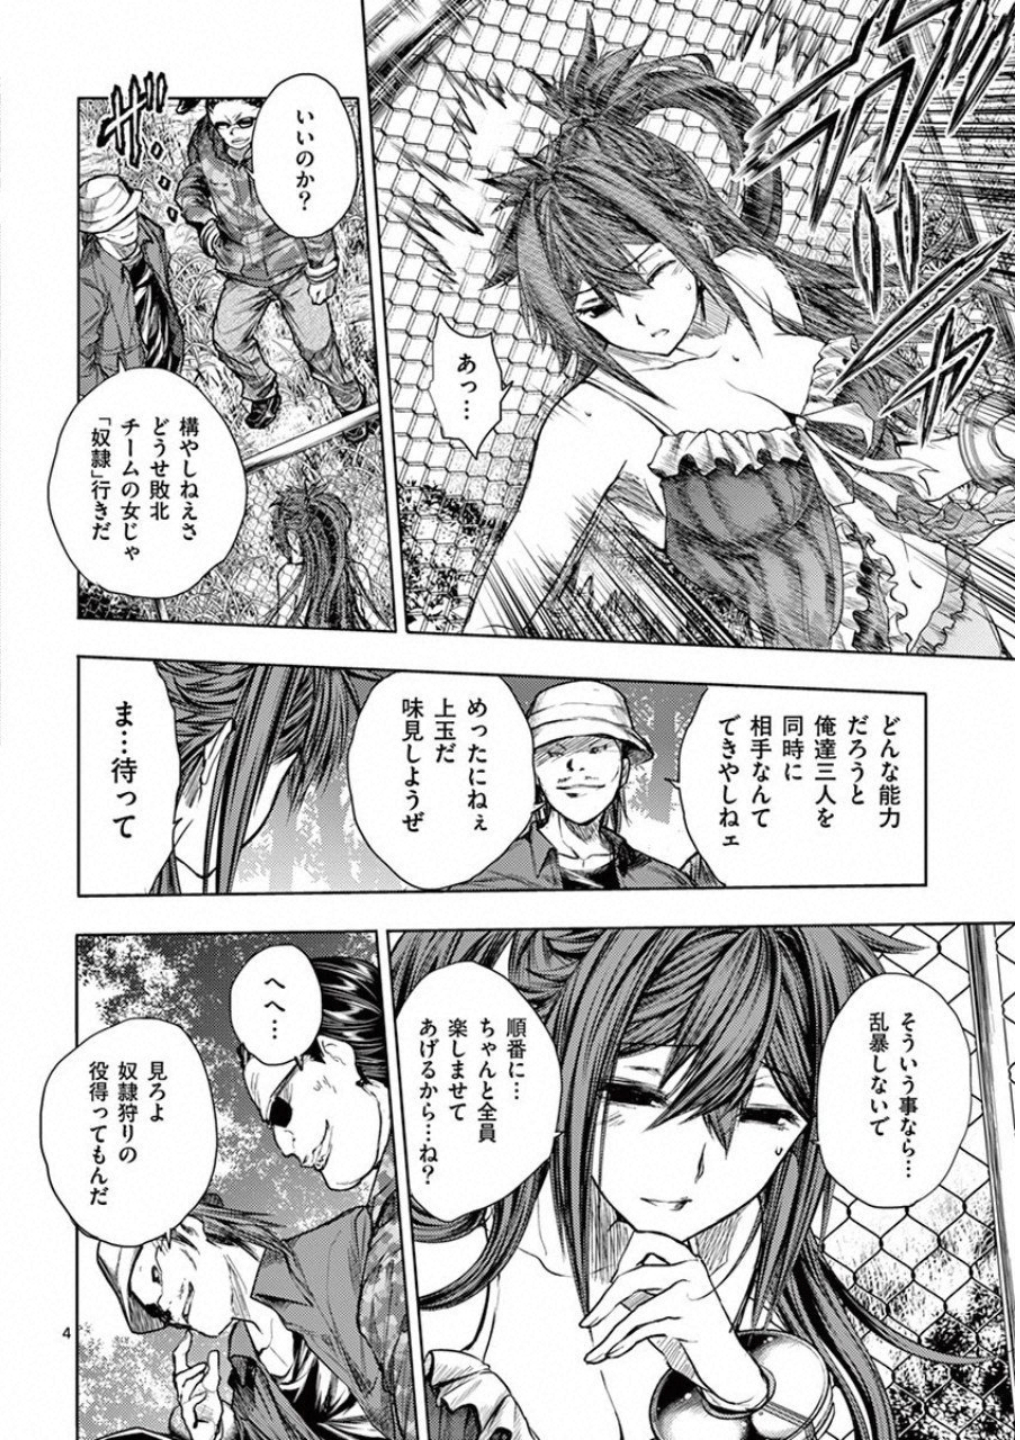 あっ…
いいのか？
構やしねえさ
どうせ敗北
チームの女じゃ
「奴隷」行きだ
どんな能力
だろうと
俺達三人を
同時に
相手なんて
できやしねェ
めったにねぇ
上玉だ
味見しようぜ
ま…待って
そういう事なら…
乱暴しないで
順番に…
ちゃんと全員
楽しませて
あげるから…ね？
へへ…
見ろよ
奴隷狩りの
役得ってもんだ
4